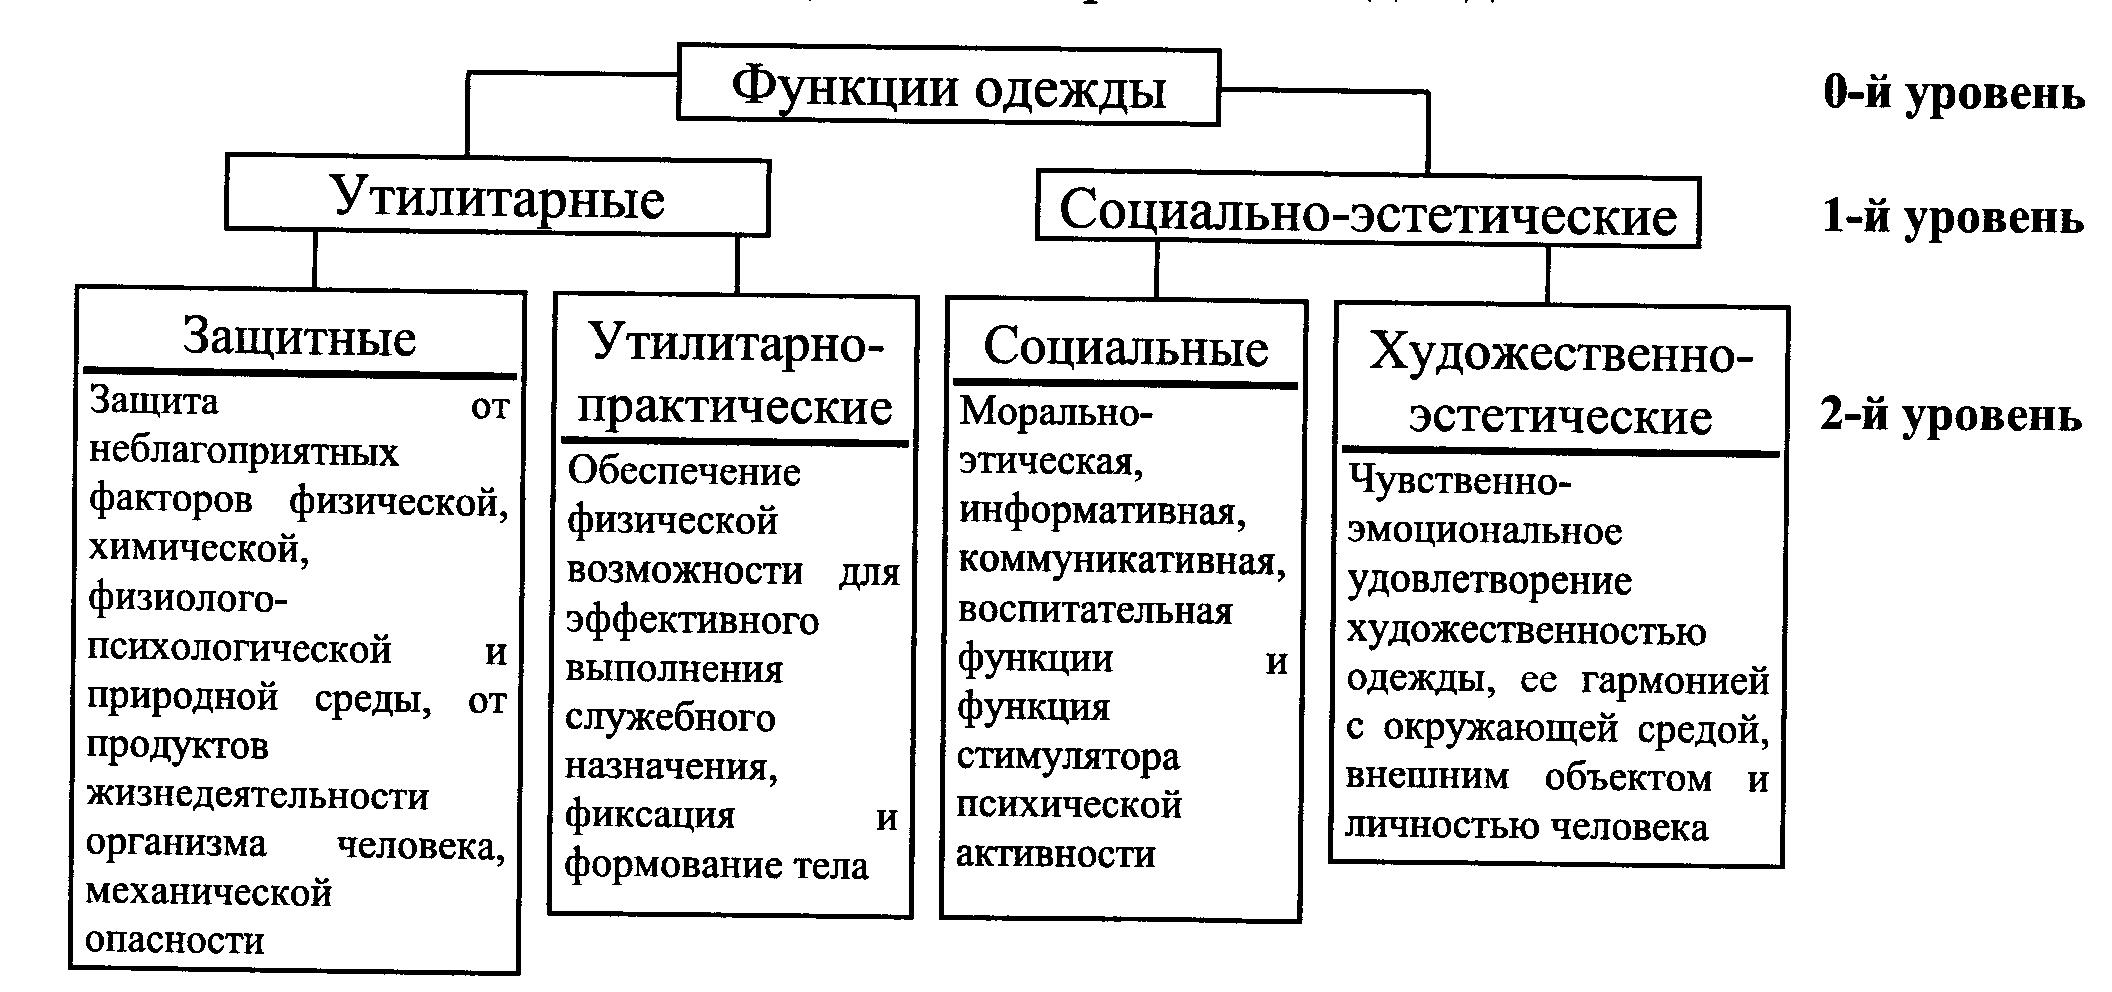 Функции одежды
0-й уровень
Утилитарные
Социально-эстетические
1-й уровень
Защитные
Защита от
неблагоприятных
факторов физической,
химической,
физиолого-
психологической и
природной среды, от
продуктов
жизнедеятельности
организма человека,
механической
опасности
Утилитарно-
практические
Обеспечение
физической
возможности для
эффективного
выполнения
служебного
назначения,
фиксация и
формование тела
Социальные
Морально-
этическая,
информативная,
коммуникативная,
воспитательная
функции и
функция
стимулятора
психической
активности
Художественно-
эстетические
Чувственно-
эмоциональное
удовлетворение
художественностью
одежды, ее гармонией
с окружающей средой,
внешним объектом и
личностью человека
2-й уровень